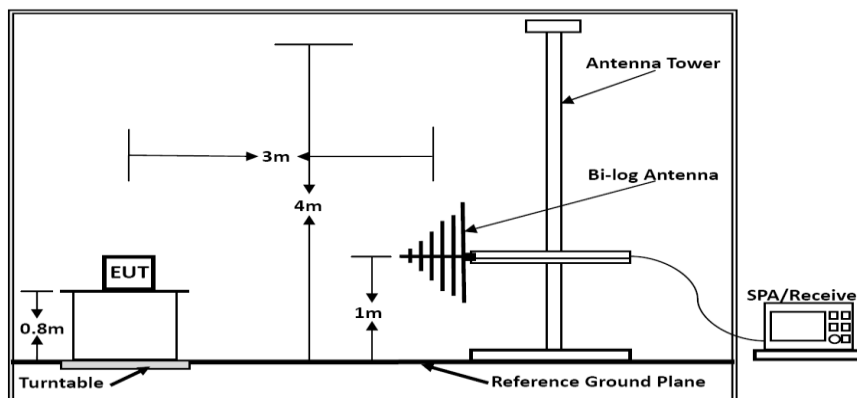 Antenna Tower
3m
Bi-log Antenna
4m
EUT
SPA/Receive
0.8m
1m
Turntable
Reference Ground Plane